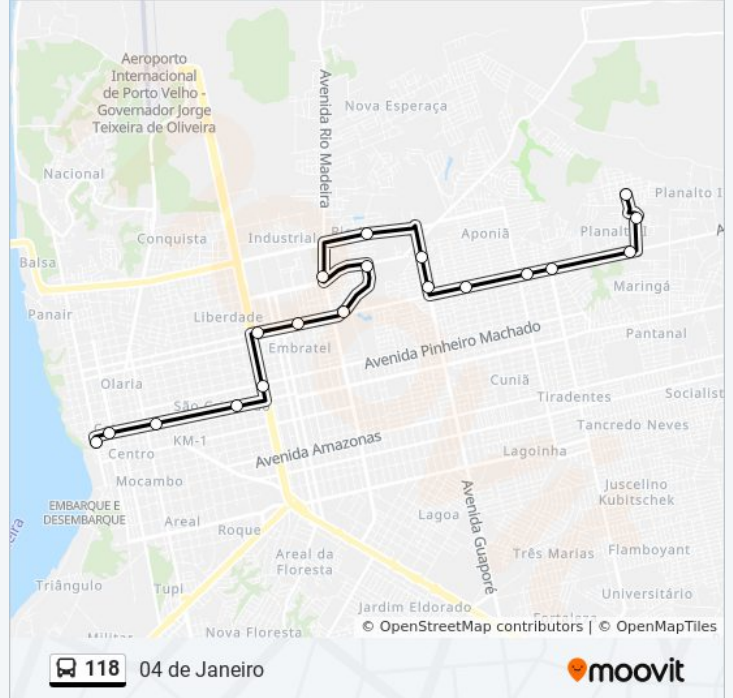 Aeroporto
Internacional
de Porto Velho -
Governador Jorge
Teixeira de Oliveira
Avenida Rio Madeira
Nova Esperaça
Nacional
Planalto I
Conquista
Industrial
Aponiã
Planalto I
Balsa
Maringá
Panair
Liberdade
Embratel
Avenida Pinheiro Machado
Pantanal
Olaria
Cuniã
Tiradentes
Socialist
São
KM-1
Centro
Avenida Amazonas
Tancredo Neves
Lagoinha
Mocambo
Juscelino
Kubitschek
EMBARQUE E
DESEMBARQUE
Areal
Roque
Lagoa
Avenida Guaporé
Areal da
Floresta
Três Marias
Flamboyant
Triângulo
Tupi
Universitário
Jardim Eldorado
Nova Floresta
Militar
© OpenStreetMap contributors | © OpenMapTiles
118
04 de Janeiro
moovit